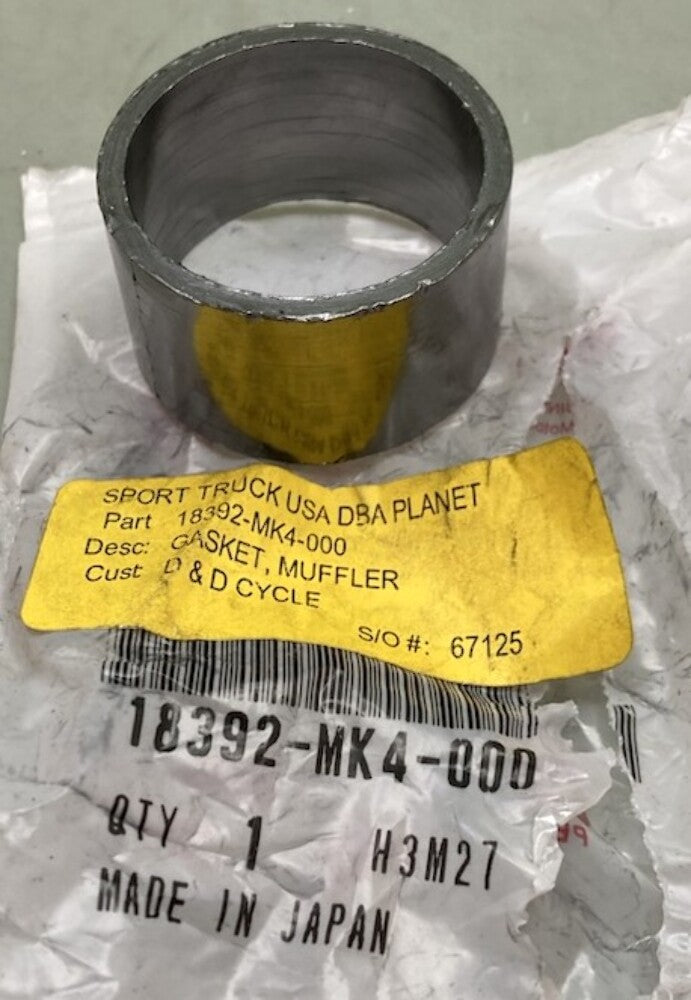 SPORT TRUCK USA DBA PLANET
Part 18392-MK4-000
Desc: GASKET, MUFFLER
Cust: D & D CYCLE
S/O #: 67125
18392-MK4-000
QTY 1 H3M27
MADE IN JAPAN